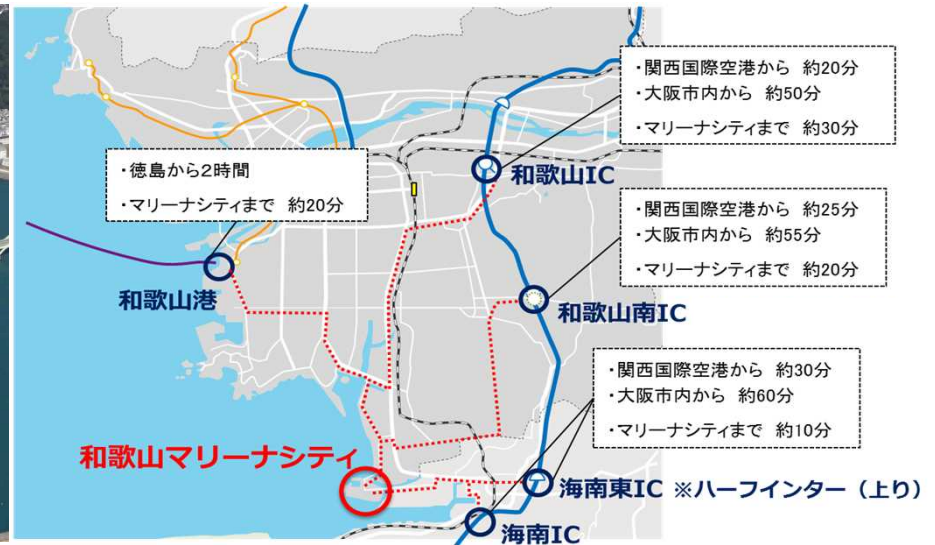 ・関西国際空港から 約20分
・大阪市内から 約50分
・マリーナシティまで 約30分
和歌山IC
・徳島から2時間
・マリーナシティまで 約20分
和歌山港
・関西国際空港から 約25分
・大阪市内から 約55分
・マリーナシティまで 約20分
和歌山南IC
・関西国際空港から 約30分
・大阪市内から 約60分
・マリーナシティまで 約10分
和歌山マリーナシティ
海南東IC ※ハーフインター（上り）
海南IC